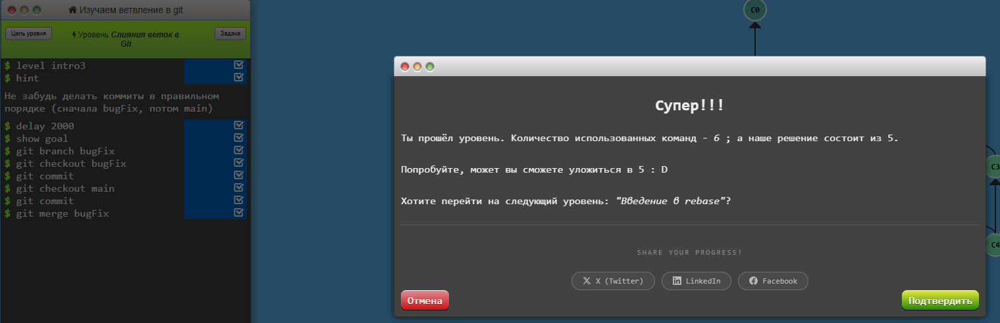 Изучаем ветвление в git
Цель уровня
Уровень Слияния веток в
Git
Задача
$ level intro3
$ hint
Не забудь делать коммиты в правильном
порядке (сначала bugFix, потом main)
$ delay 2000
$ show goal
$ git branch bugFix
$ git checkout bugFix
$ git commit
$ git checkout main
$ git commit
$ git merge bugFix
C0
Супер!!!
Ты прошёл уровень. Количество использованных команд - 6 ; а наше решение состоит из 5.
Попробуйте, может вы сможете уложиться в 5 : D
Хотите перейти на следующий уровень: "Введение в rebase"?
SHARE YOUR PROGRESS!
X (Twitter)
LinkedIn
Facebook
Отмена
Подтвердить
C3
C4